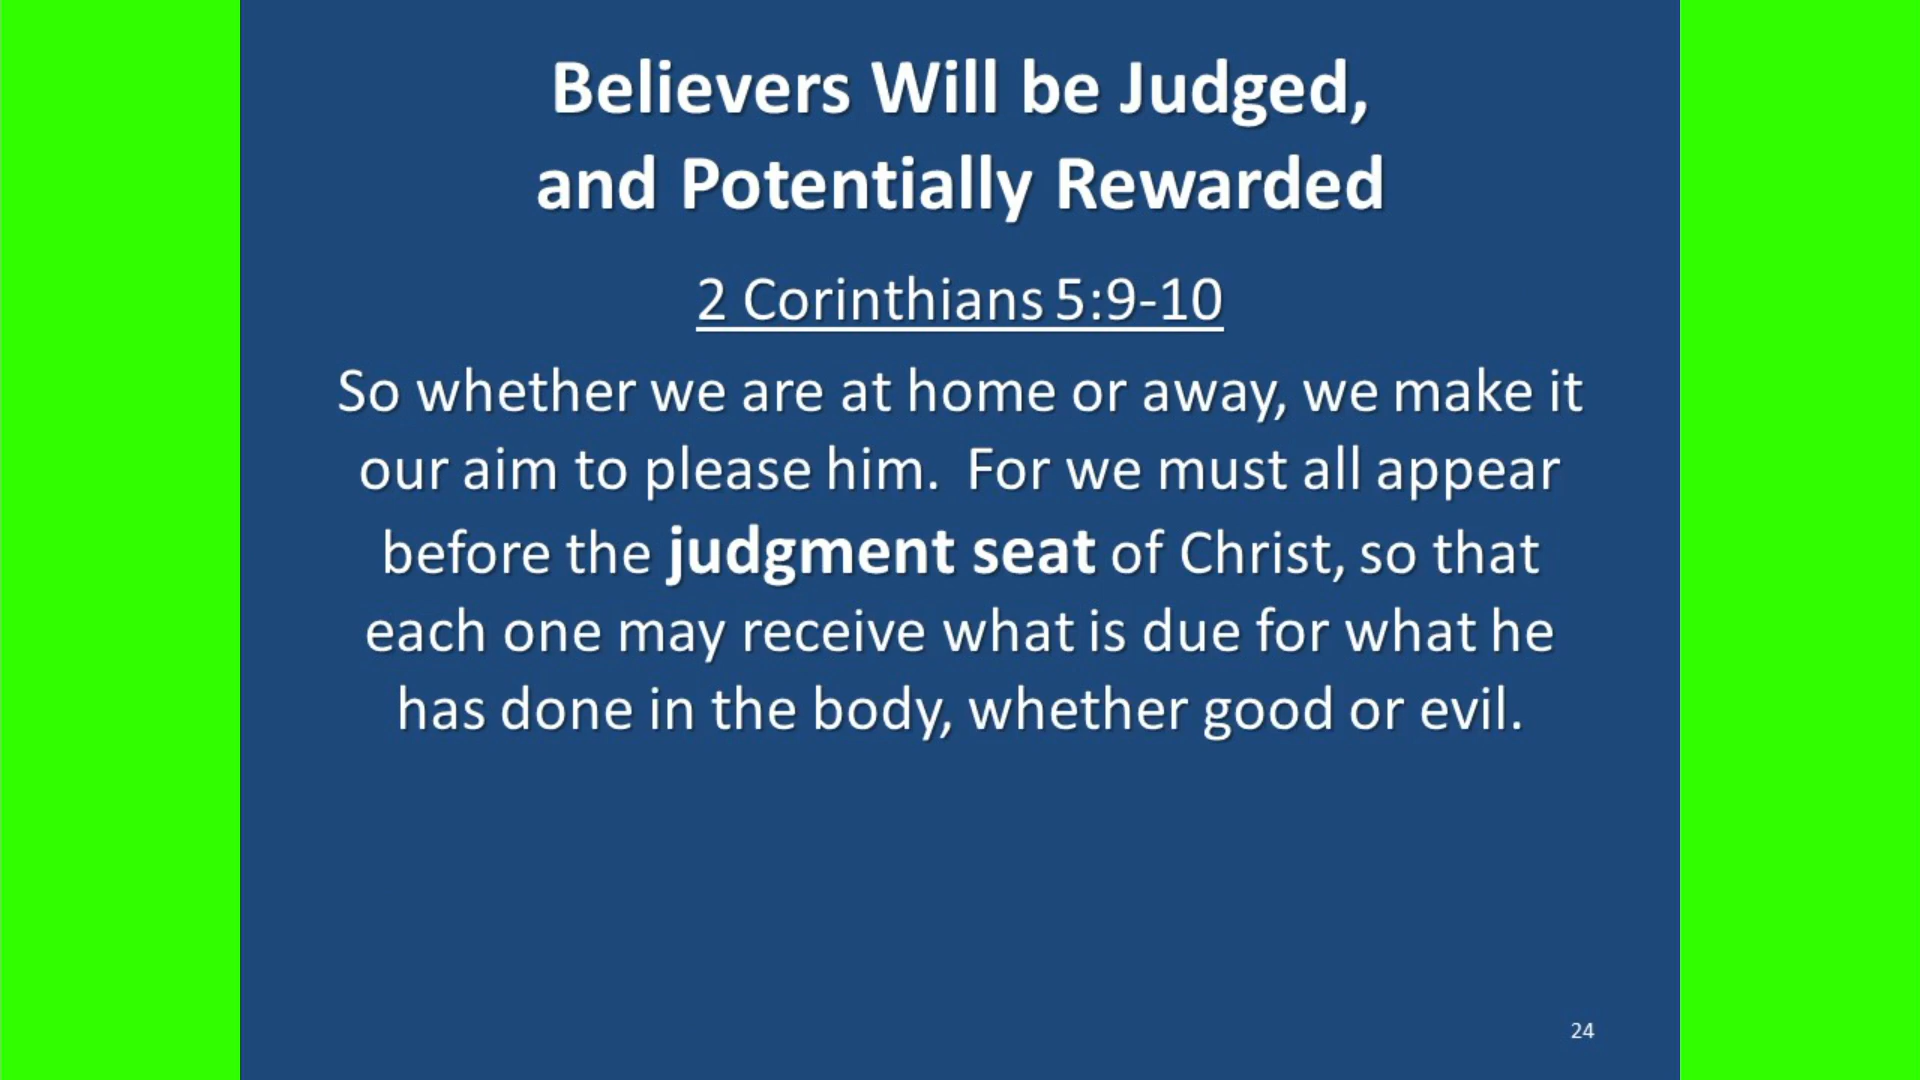 Believers Will be Judged,
and Potentially Rewarded
2 Corinthians 5:9-10
So whether we are at home or away, we make it
our aim to please him.  For we must all appear
before the judgment seat of Christ, so that
each one may receive what is due for what he
has done in the body, whether good or evil.
24